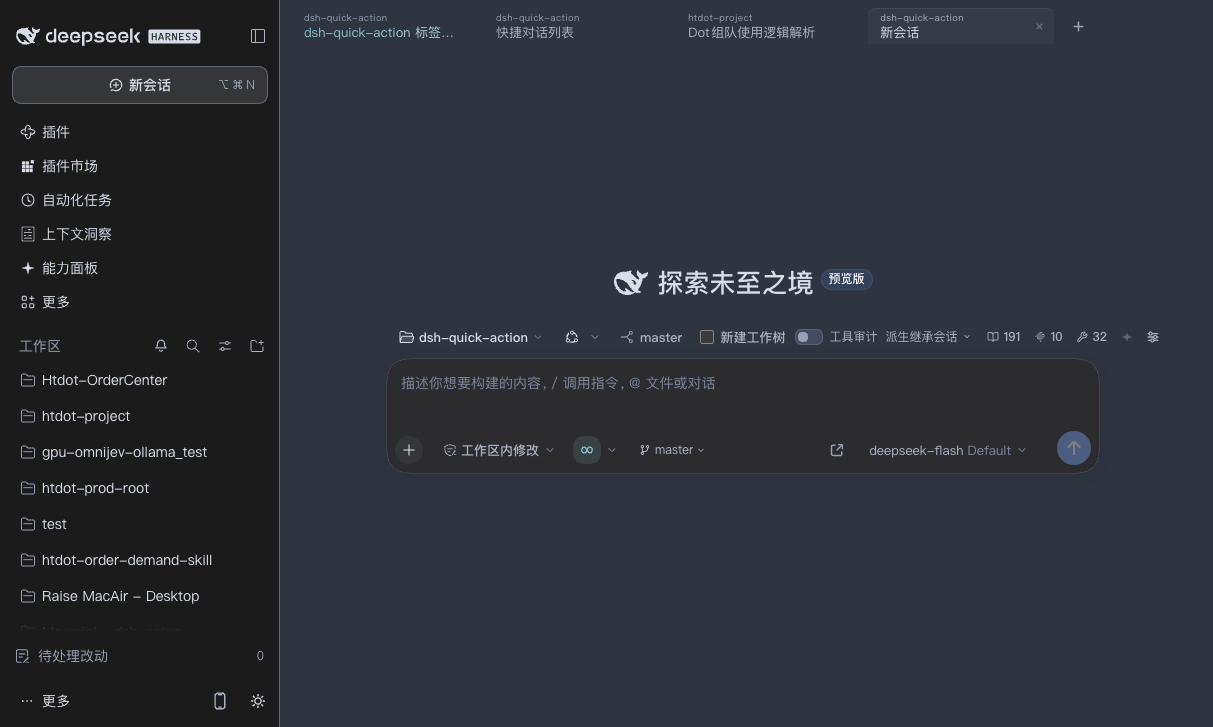 deepseek HARNESS
新会话 ⌥ ⌘ N
插件
插件市场
自动化任务
上下文洞察
能力面板
更多
工作区
Htdot-OrderCenter
htdot-project
gpu-omnijev-ollama_test
htdot-prod-root
test
htdot-order-demand-skill
Raise MacAir - Desktop
待处理改动 0
更多
dsh-quick-action
dsh-quick-action 标签...
dsh-quick-action
快捷对话列表
htdot-project
Dot组队使用逻辑解析
dsh-quick-action
新会话
探索未至之境 预览版
dsh-quick-action master 新建工作树 工具审计 派生继承会话 191 10 32
描述你想要构建的内容, / 调用指令, @ 文件或对话
工作区内修改 master deepseek-flash Default